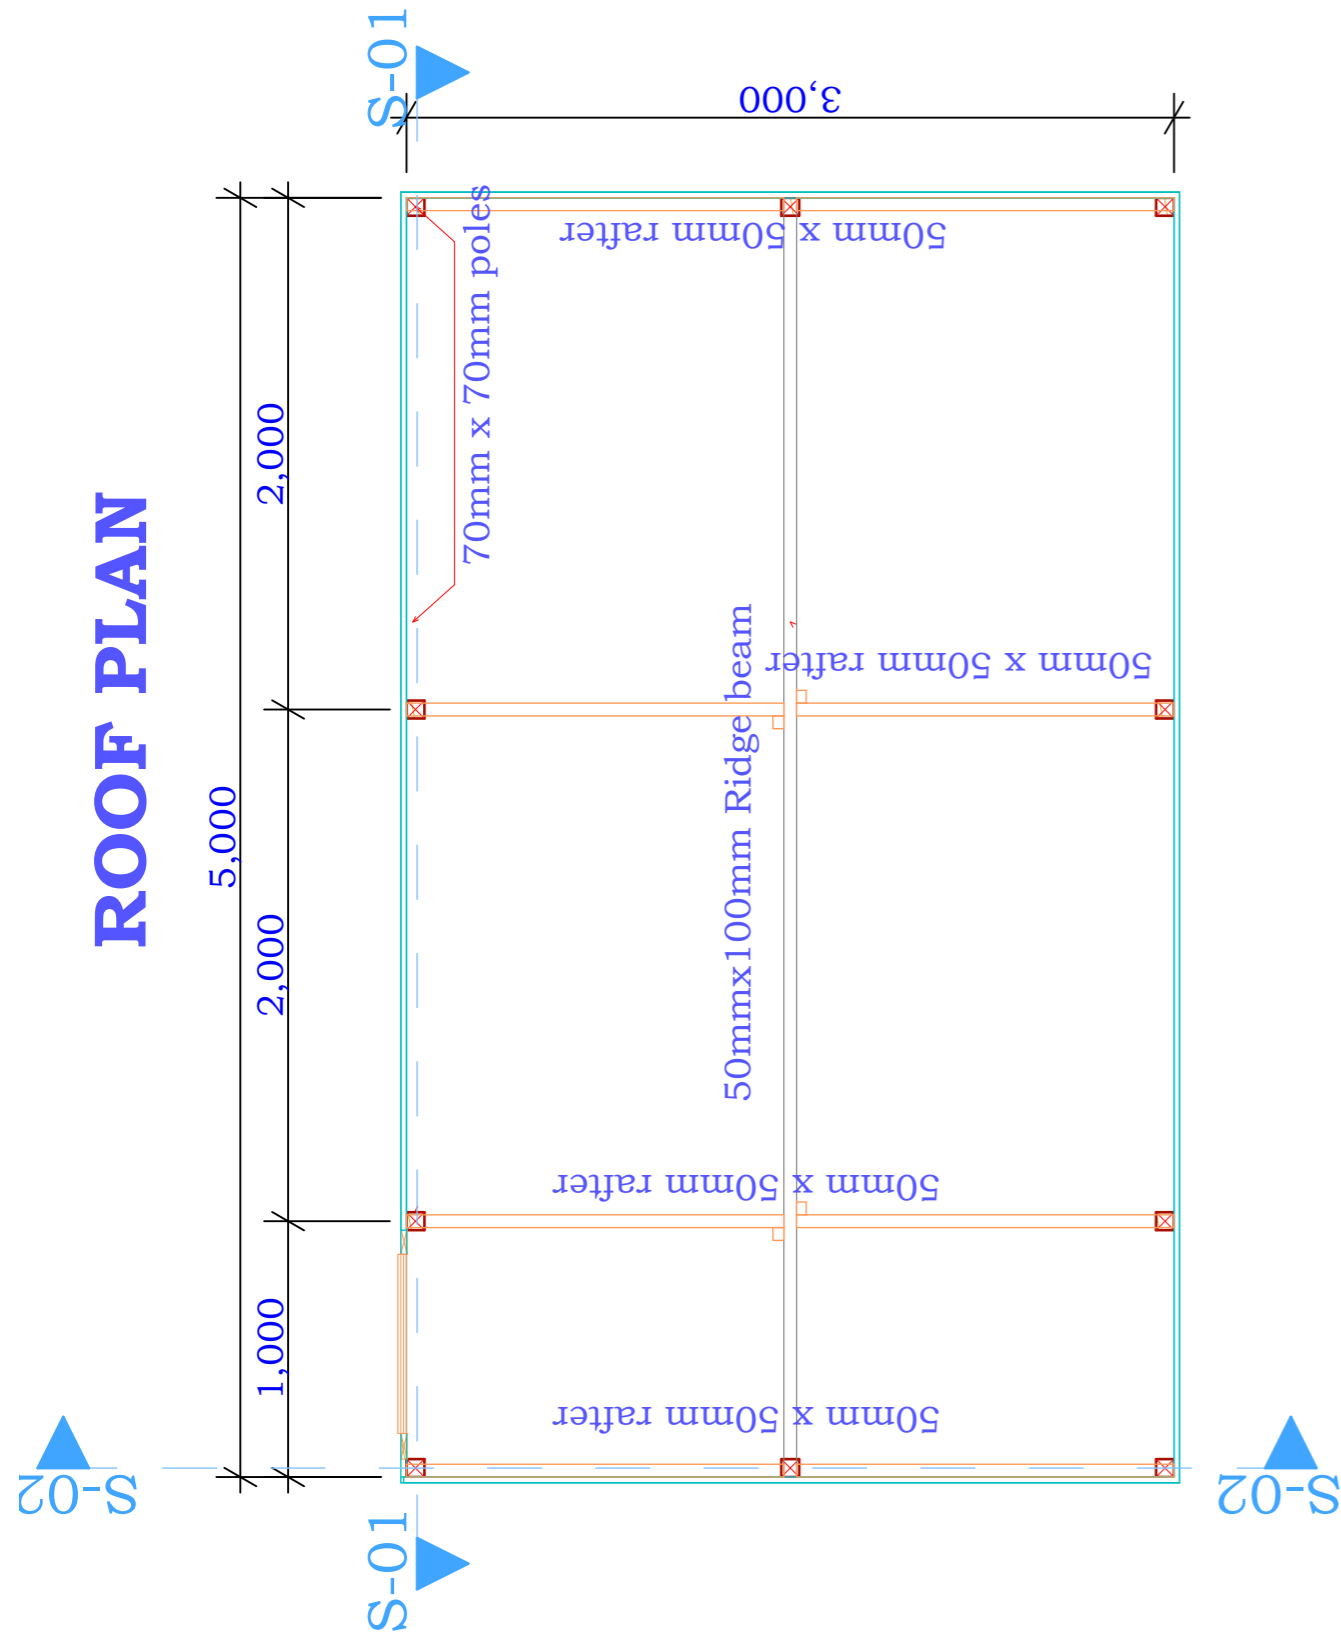 S-01
3,000
50mm x 50mm rafter
70mm x 70mm poles
2,000
ROOF PLAN
5,000
50mmx100mm Ridge beam
50mm x 50mm rafter
2,000
50mm x 50mm rafter
1,000
50mm x 50mm rafter
S-02
S-02
S-01